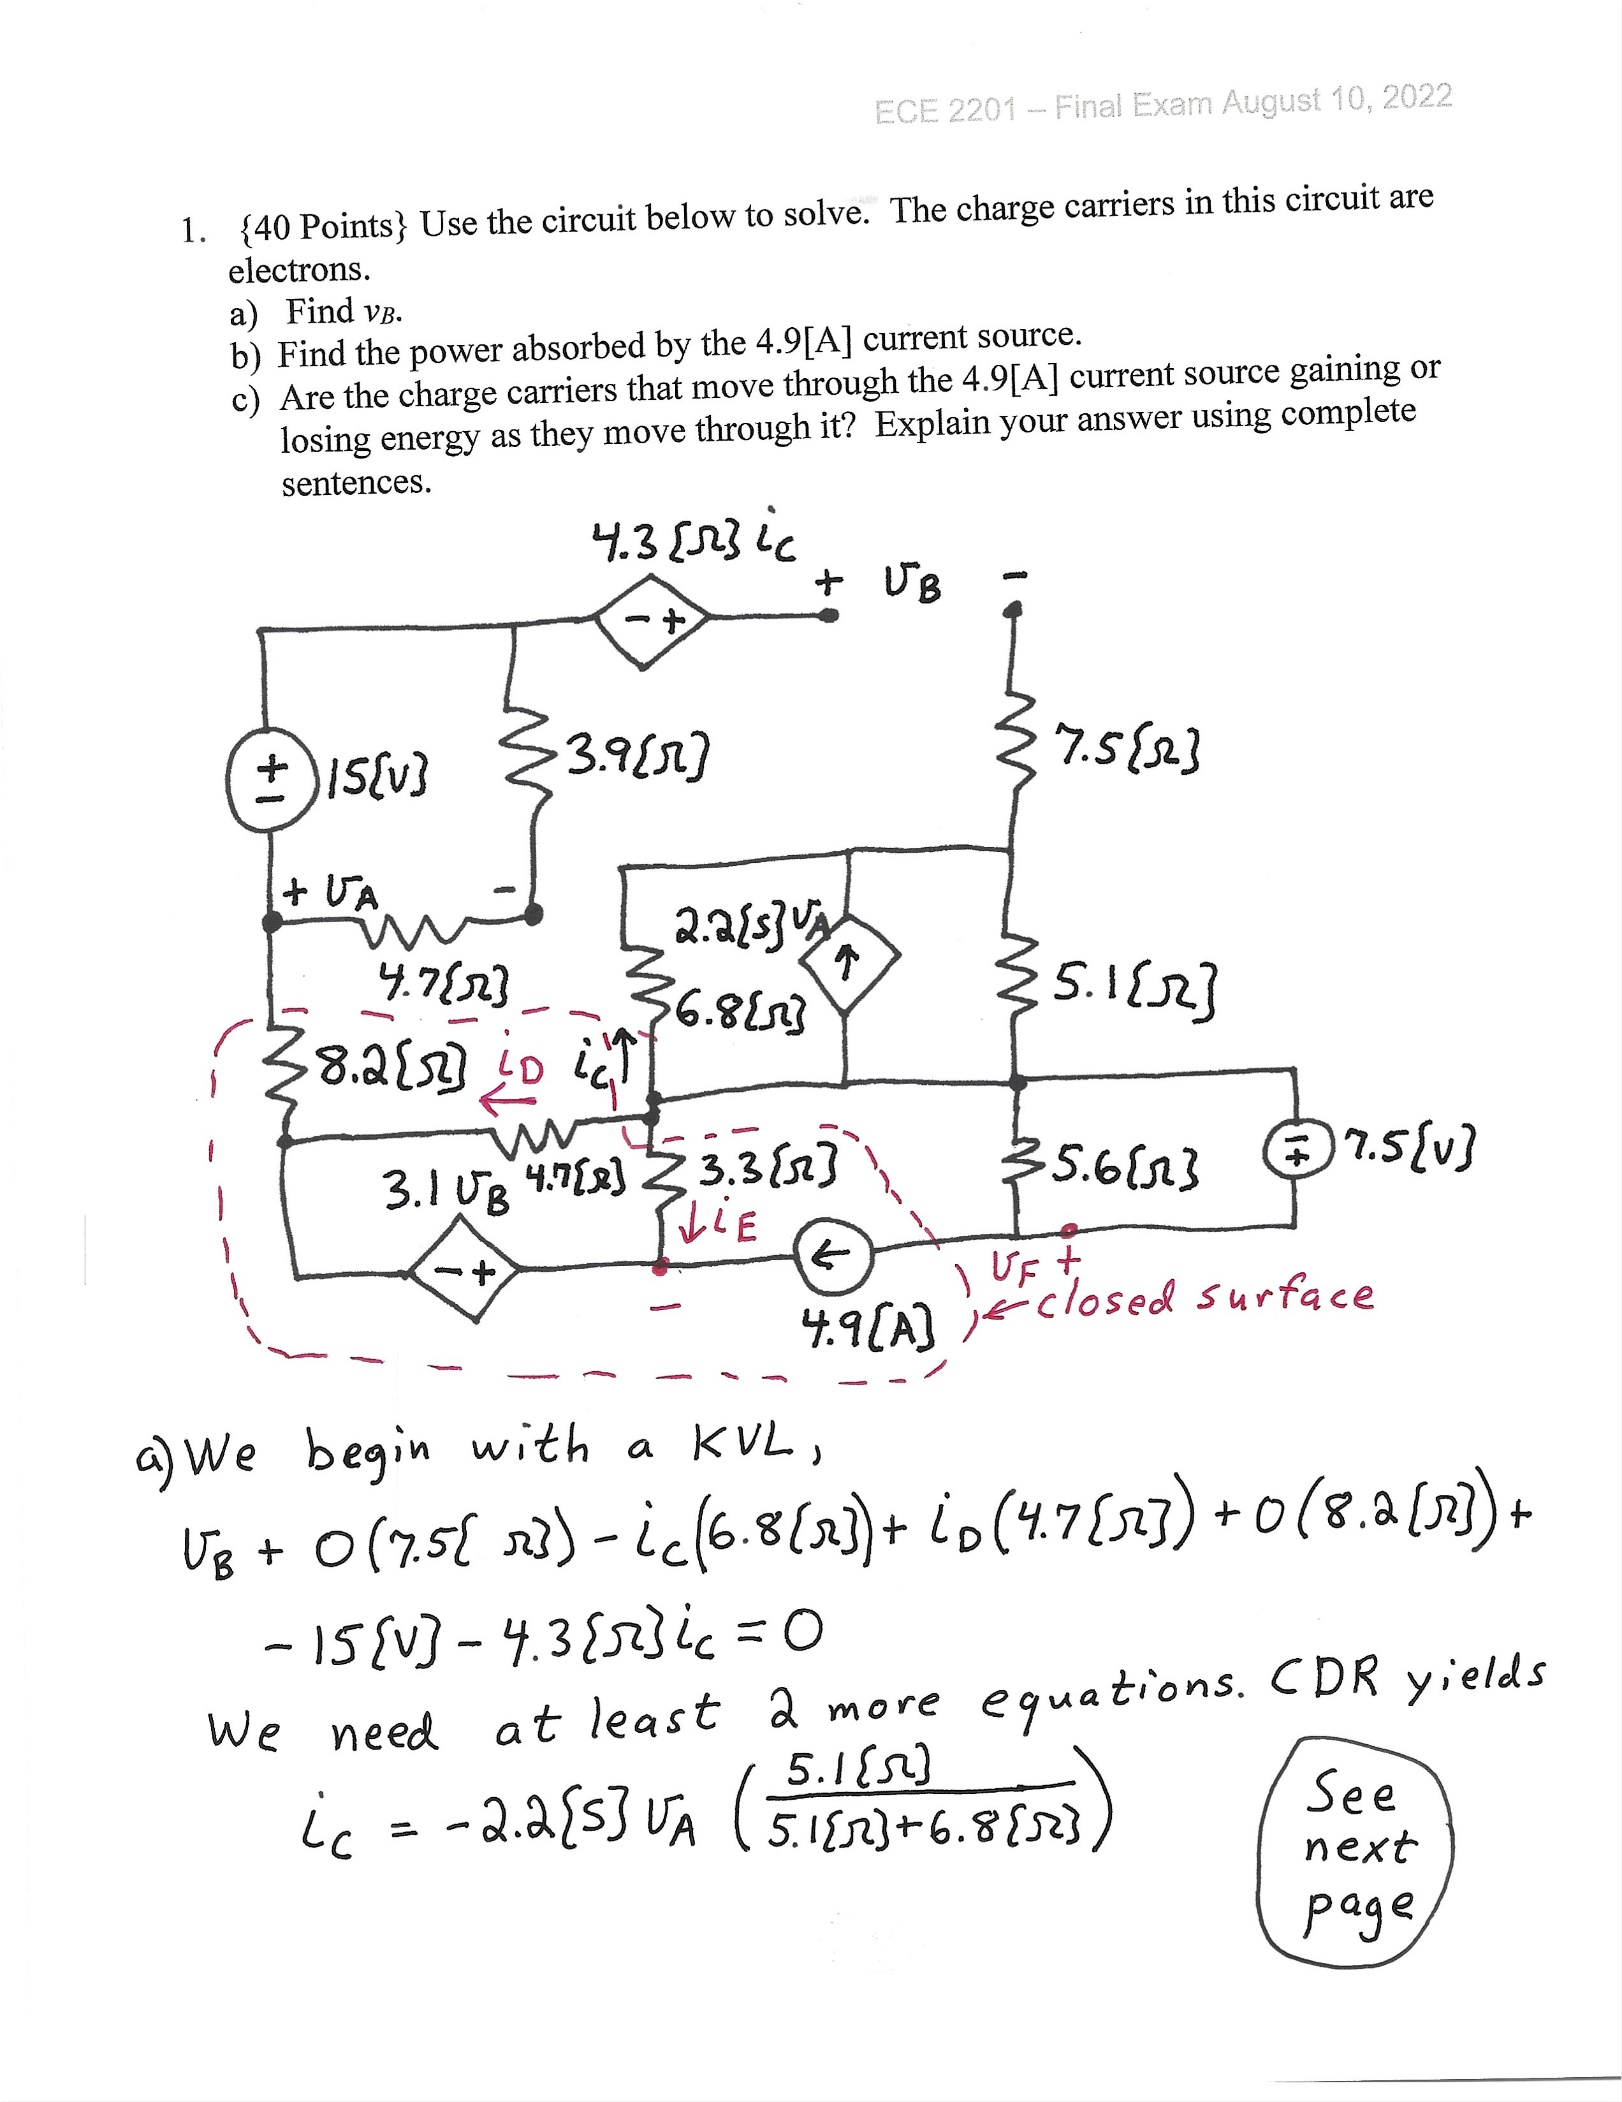 ECE 2201 – Final Exam August 10, 2022
1. {40 Points} Use the circuit below to solve. The charge carriers in this circuit are
electrons.
a) Find vB.
b) Find the power absorbed by the 4.9[A] current source.
c) Are the charge carriers that move through the 4.9[A] current source gaining or
losing energy as they move through it? Explain your answer using complete
sentences.
4.3[Ω] iC
+ vB -
- +
+
-
15[V]
3.9[Ω]
7.5[Ω]
+ vA -
4.7[Ω]
2.2[S]vA
6.8[Ω]
5.1[Ω]
8.2[Ω]
iD
iC
3.1 vB
4.7[Ω]
3.3[Ω]
5.6[Ω]
-
+
7.5[V]
iE
- +
-
vF +
4.9[A]
closed surface
a) We begin with a KVL,
vB + 0(7.5[Ω]) - iC(6.8[Ω]) + iD(4.7[Ω]) + 0(8.2[Ω]) +
- 15[V] - 4.3[Ω]iC = 0
We need at least 2 more equations. CDR yields
iC = -2.2[S] vA (5.1[Ω] / 5.1[Ω]+6.8[Ω])
See
next
page